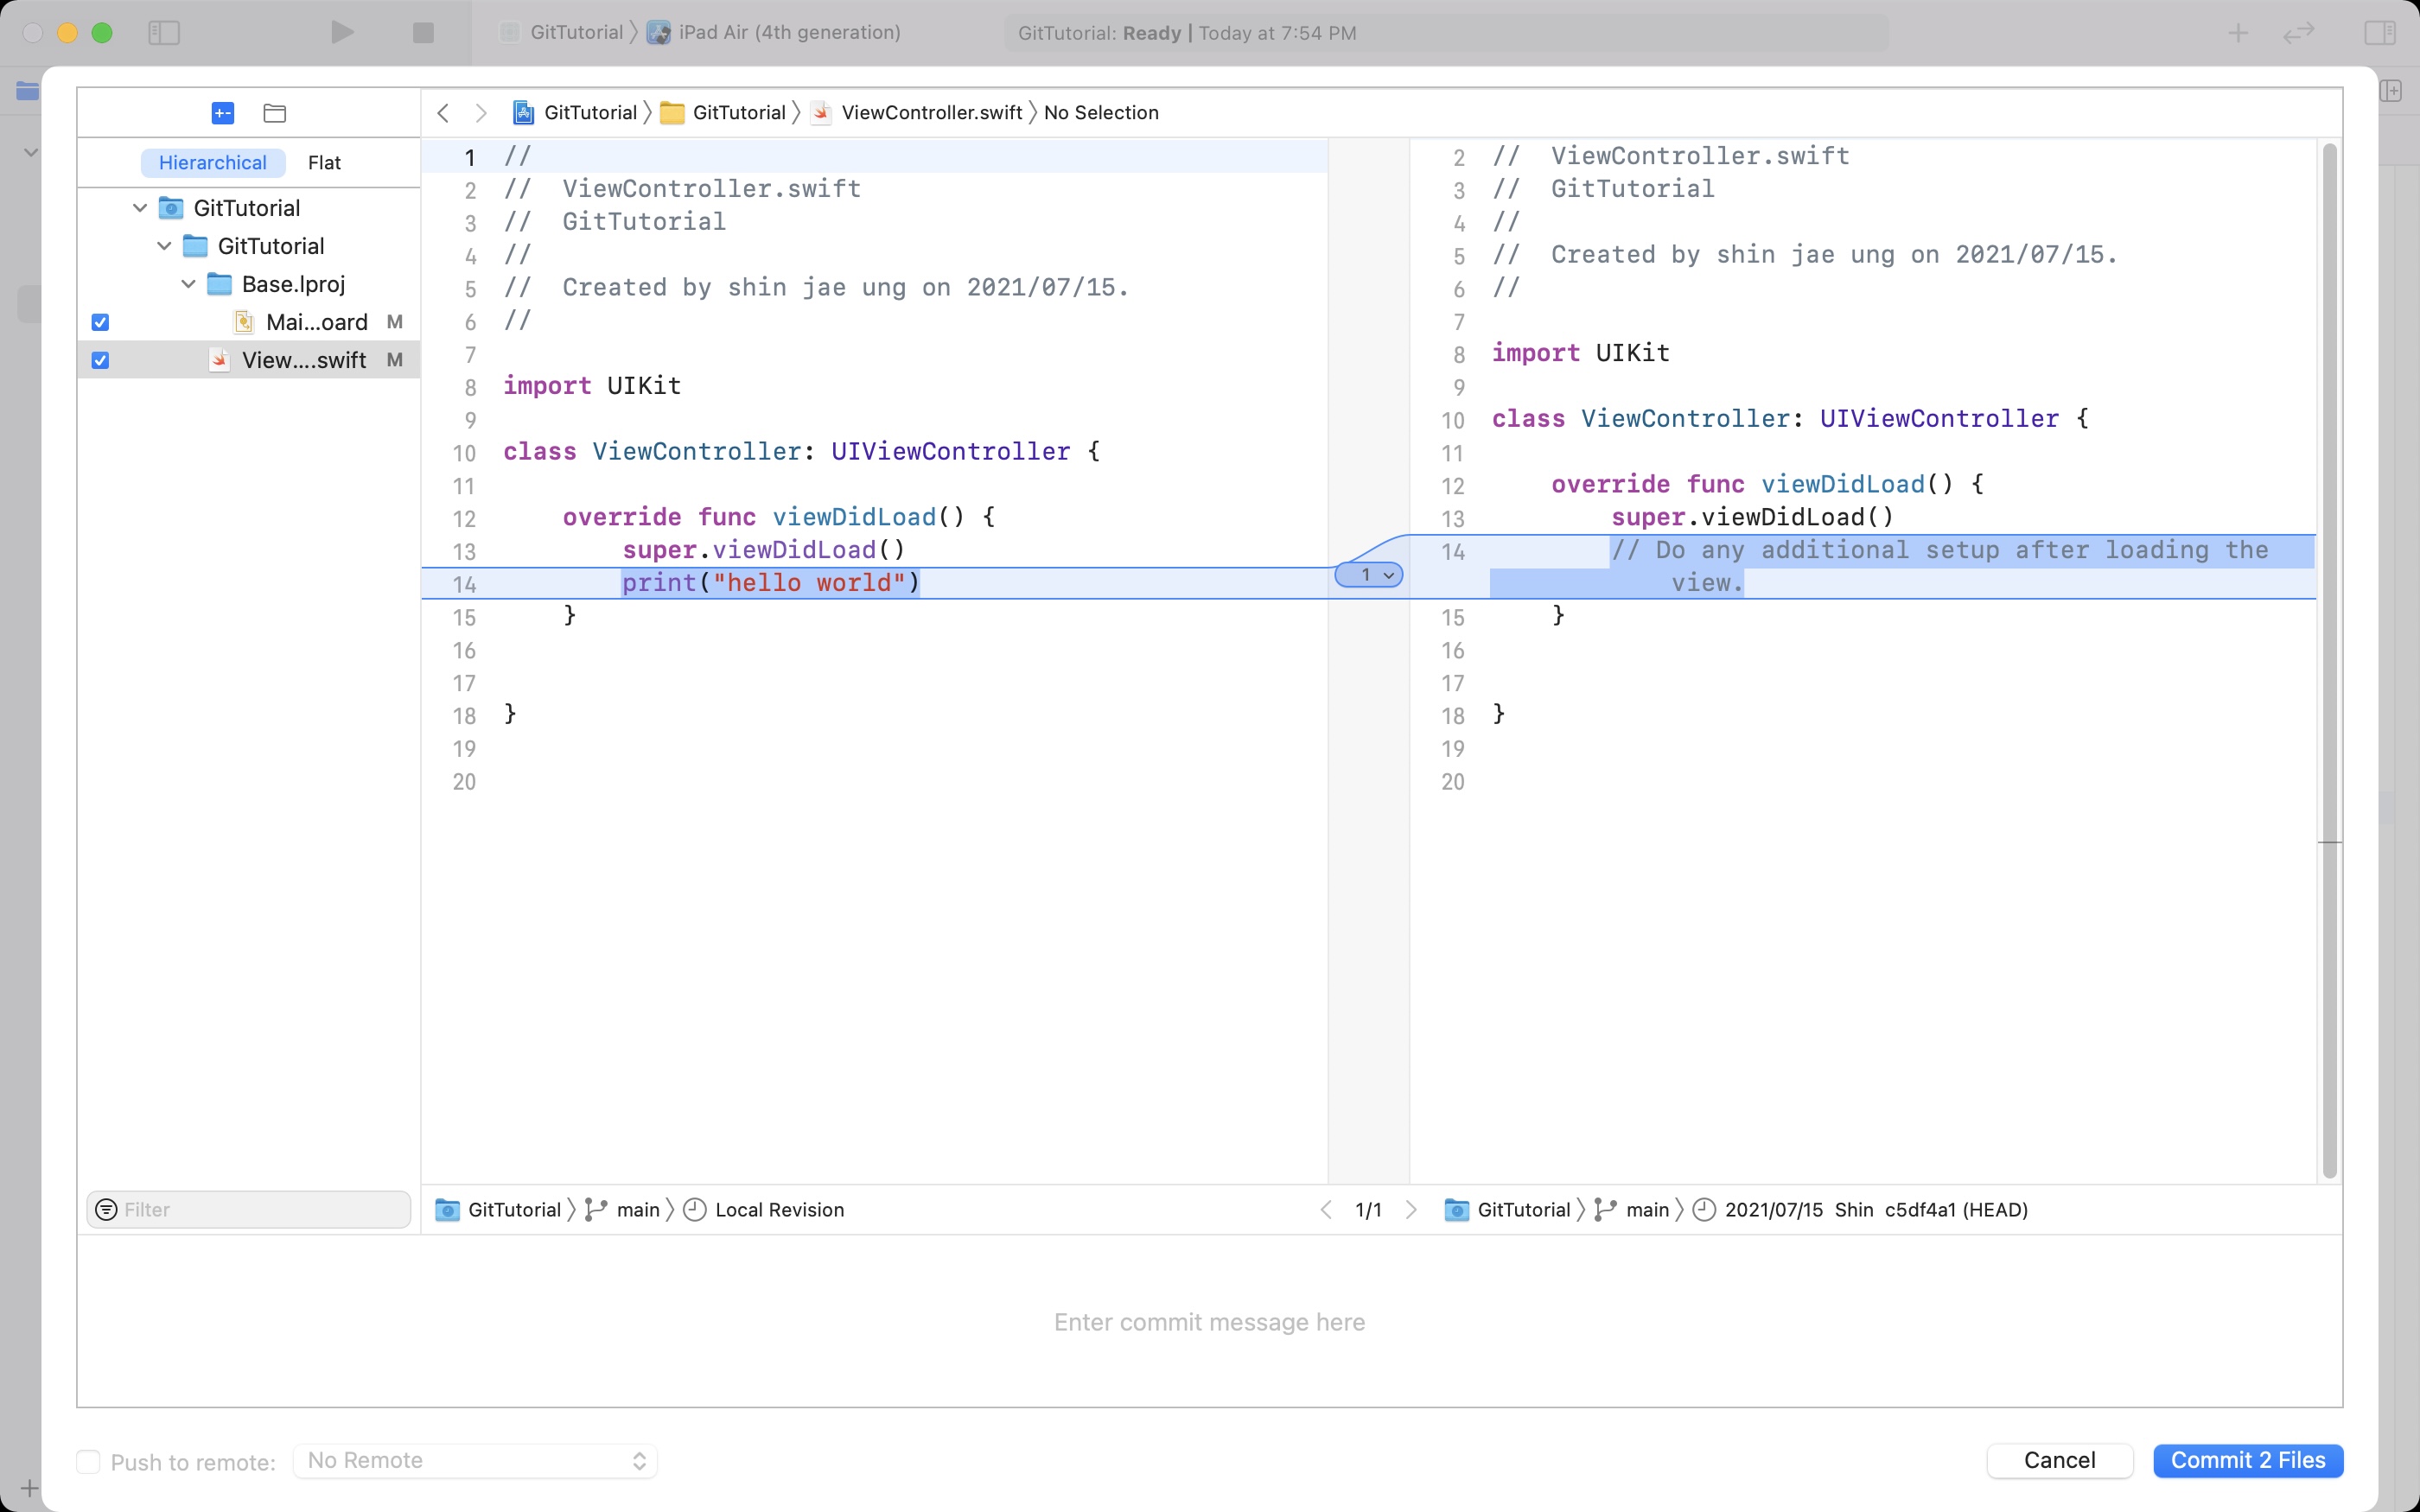 GitTutorial iPad Air (4th generation) GitTutorial: Ready | Today at 7:54 PM
GitTutorial GitTutorial ViewController.swift No Selection
Hierarchical Flat
GitTutorial
GitTutorial
Base.lproj
Mai...oard M
View....swift M
Filter
1 //
2 // ViewController.swift
3 // GitTutorial
4 //
5 // Created by shin jae ung on 2021/07/15.
6 //
7
8 import UIKit
9
10 class ViewController: UIViewController {
11
12 override func viewDidLoad() {
13 super.viewDidLoad()
14 print("hello world")
15 }
16
17
18 }
19
20
1
2 // ViewController.swift
3 // GitTutorial
4 //
5 // Created by shin jae ung on 2021/07/15.
6 //
7
8 import UIKit
9
10 class ViewController: UIViewController {
11
12 override func viewDidLoad() {
13 super.viewDidLoad()
14 // Do any additional setup after loading the
view.
15 }
16
17
18 }
19
20
GitTutorial main Local Revision 1/1 GitTutorial main 2021/07/15 Shin c5df4a1 (HEAD)
Enter commit message here
Push to remote: No Remote Cancel Commit 2 Files